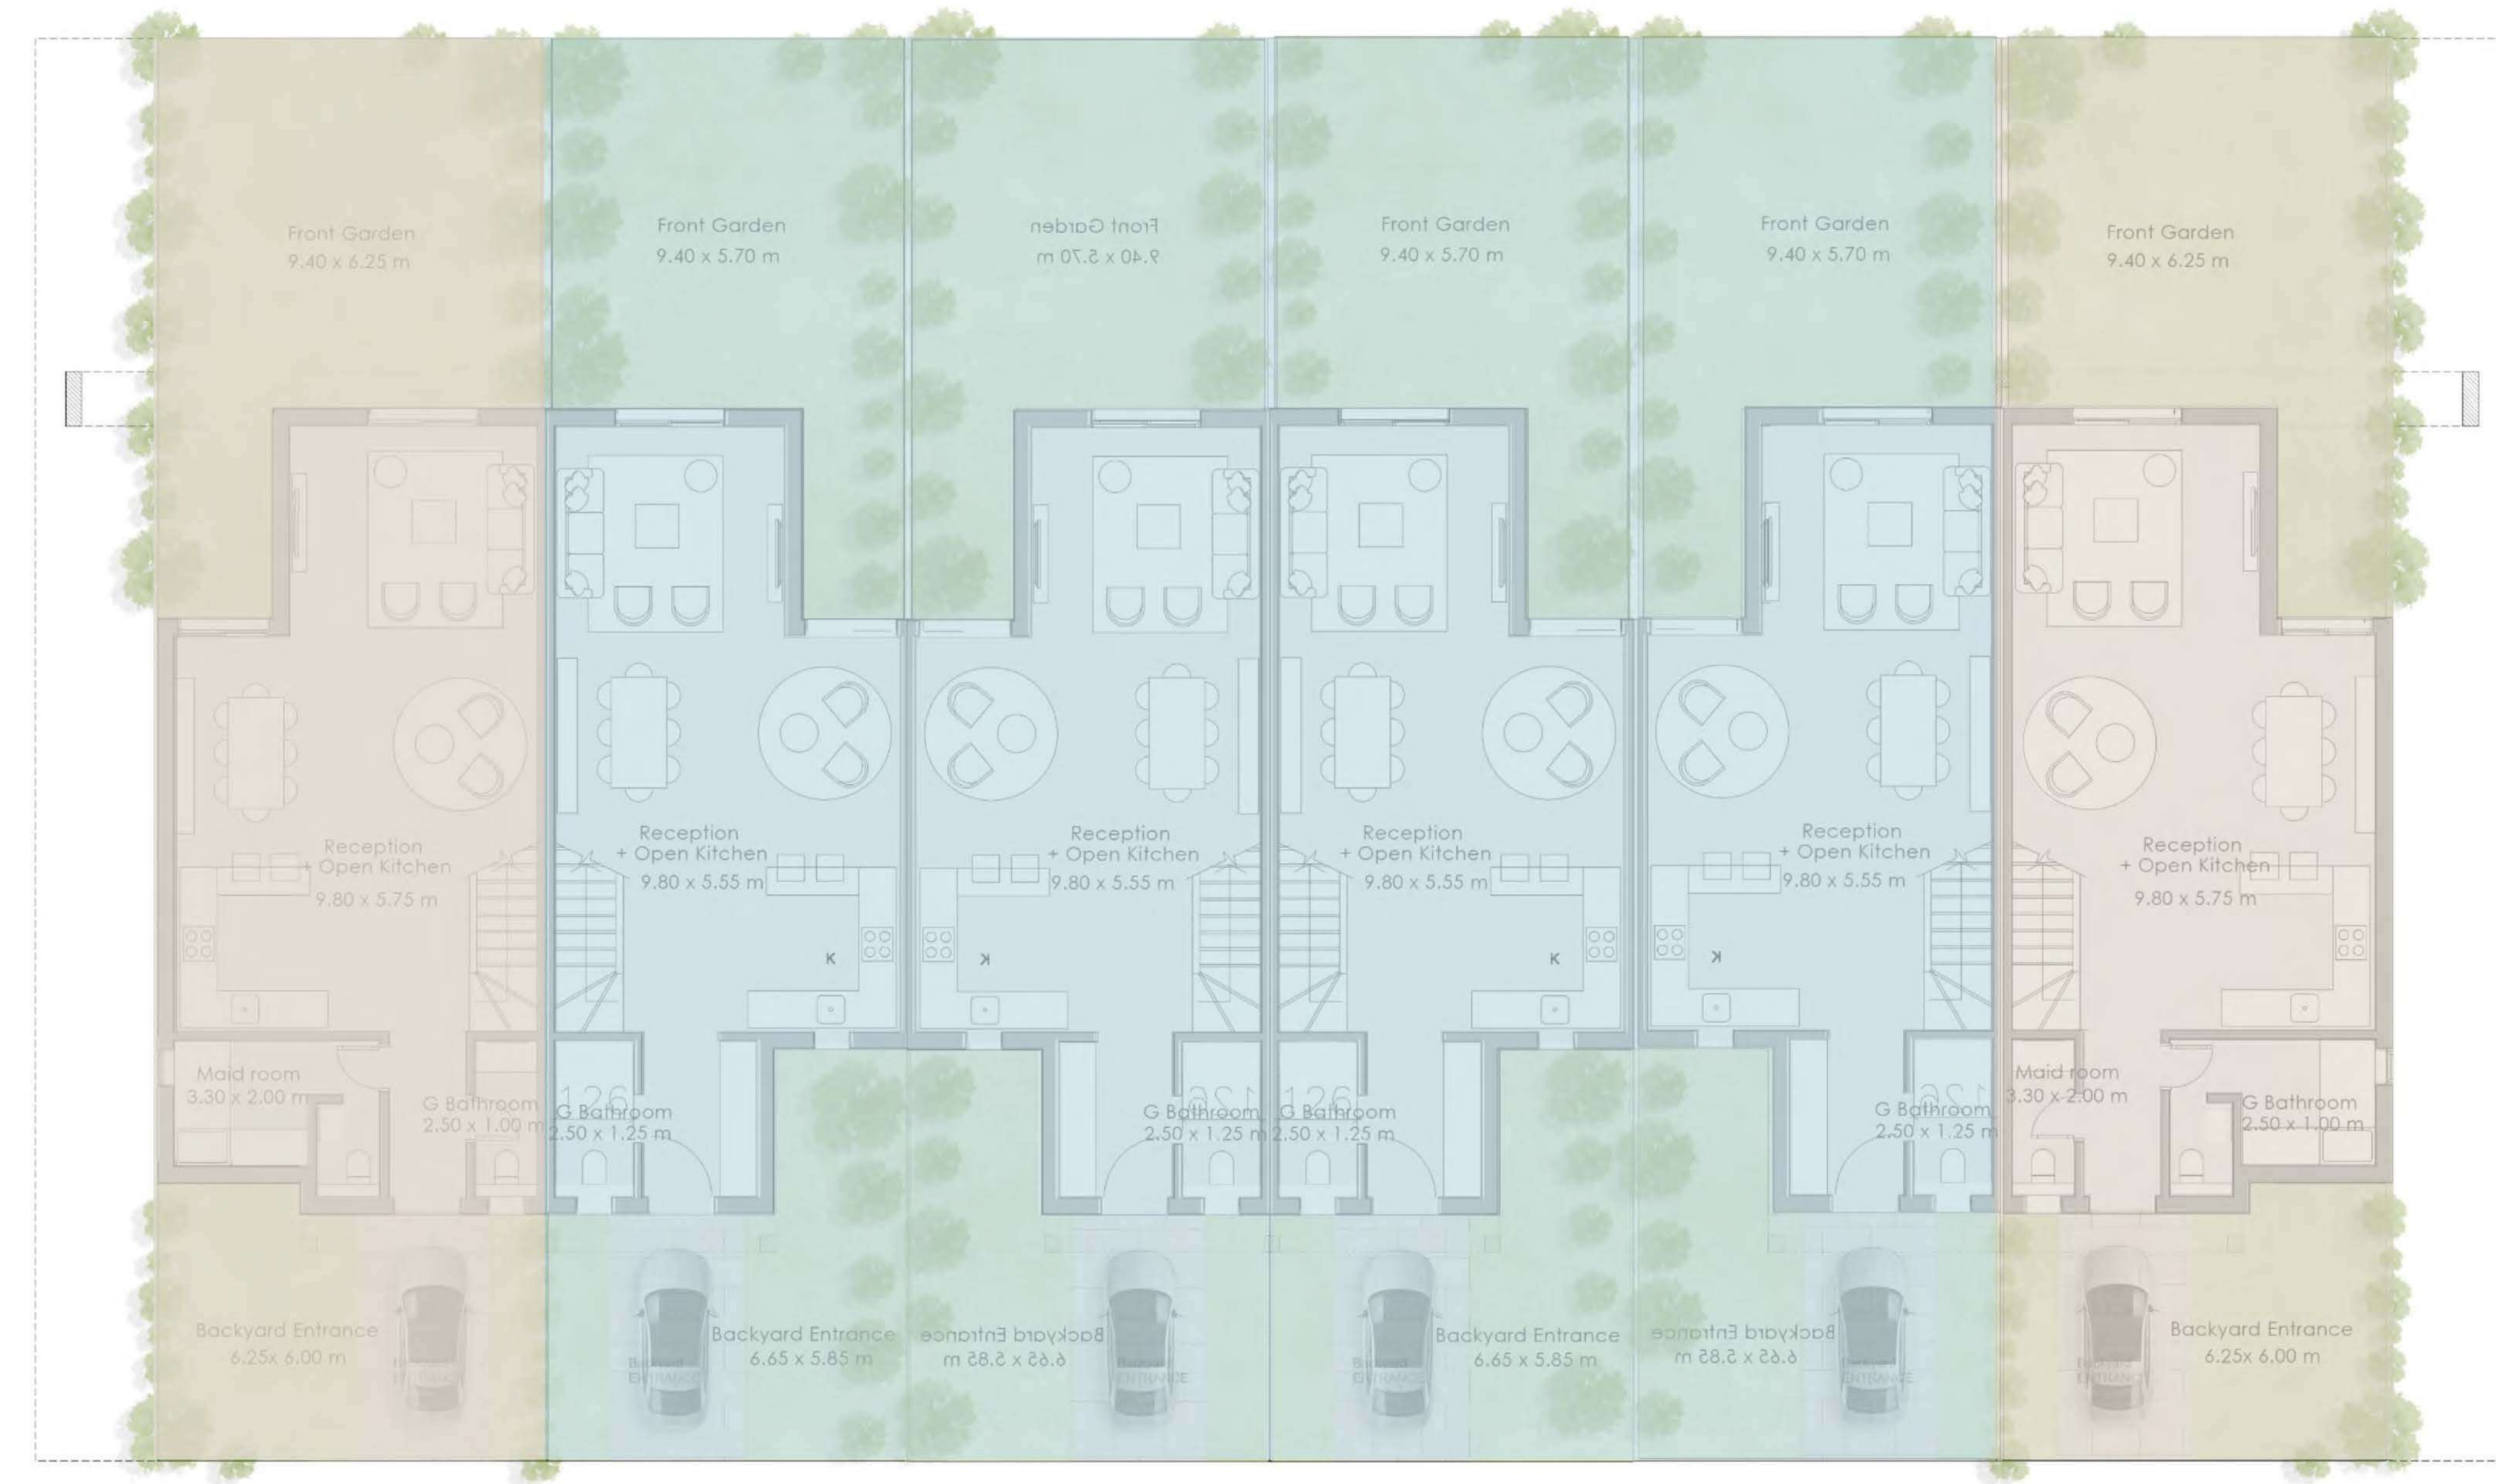 Front Garden
9.40 x 6.25 m
Front Garden
9.40 x 5.70 m
Front Garden
9.40 x 5.70 m
Front Garden
9.40 x 5.70 m
Front Garden
9.40 x 5.70 m
Front Garden
9.40 x 6.25 m
Reception
+ Open Kitchen
9.80 x 5.75 m
Reception
+ Open Kitchen
9.80 x 5.55 m
Reception
+ Open Kitchen
9.80 x 5.55 m
Reception
+ Open Kitchen
9.80 x 5.55 m
Reception
+ Open Kitchen
9.80 x 5.55 m
Reception
+ Open Kitchen
9.80 x 5.75 m
K
K
K
K
Maid room
3.30 x 2.00 m
G Bathroom
2.50 x 1.00 m
126
G Bathroom
2.50 x 1.25 m
126
G Bathroom
2.50 x 1.25 m
126
G Bathroom
2.50 x 1.25 m
126
G Bathroom
2.50 x 1.25 m
Maid room
3.30 x 2.00 m
G Bathroom
2.50 x 1.00 m
Backyard Entrance
6.25x 6.00 m
Backyard Entrance
6.65 x 5.85 m
Backyard Entrance
6.65 x 5.85 m
Backyard Entrance
6.65 x 5.85 m
Backyard Entrance
6.65 x 5.85 m
Backyard Entrance
6.25x 6.00 m
ENTRANCE
ENTRANCE
ENTRANCE
ENTRANCE